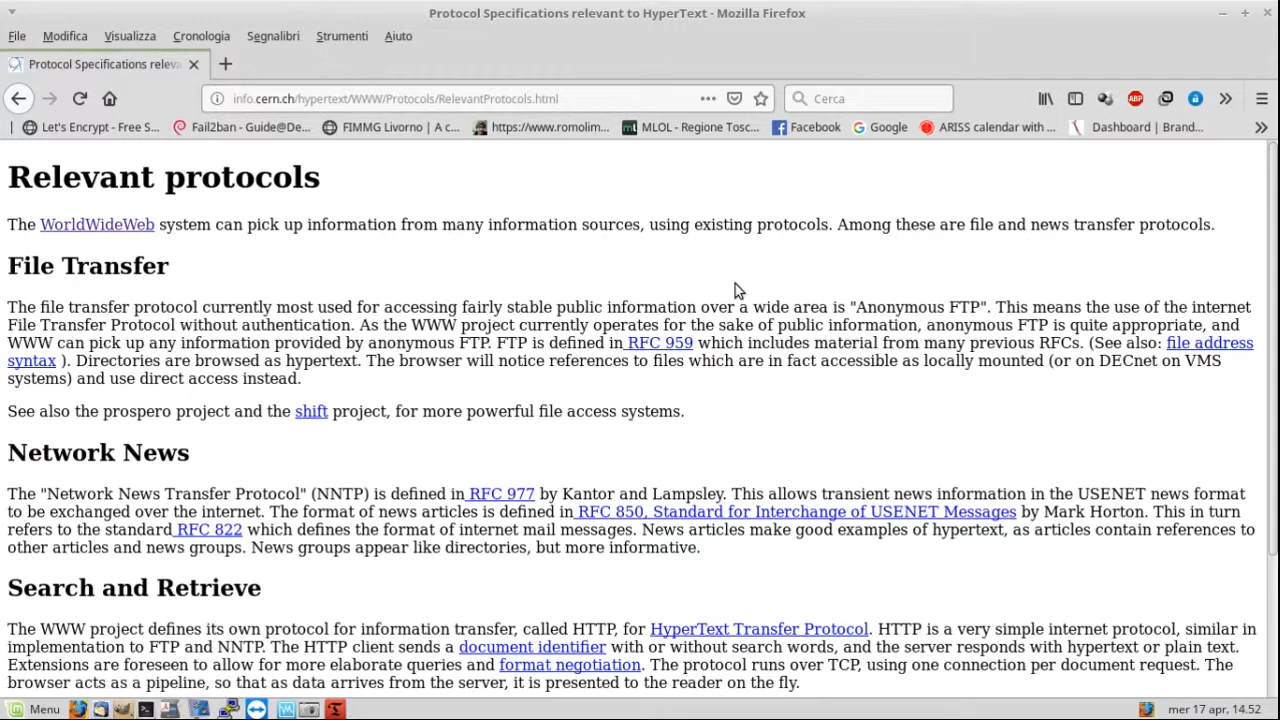 Protocol Specifications relevant to HyperText - Mozilla Firefox
File Modifica Visualizza Cronologia Segnalibri Strumenti Aiuto
Protocol Specifications releva
info.cern.ch/hypertext/WWW/Protocols/RelevantProtocols.html
Cerca
ABP
Let's Encrypt - Free S... Fail2ban - Guide@De... FIMMG Livorno | A c... https://www.romolim... MLOL - Regione Tosc... Facebook Google ARISS calendar with ... Dashboard | Brand...
Relevant protocols
The WorldWideWeb system can pick up information from many information sources, using existing protocols. Among these are file and news transfer protocols.
File Transfer
The file transfer protocol currently most used for accessing fairly stable public information over a wide area is "Anonymous FTP". This means the use of the internet
File Transfer Protocol without authentication. As the WWW project currently operates for the sake of public information, anonymous FTP is quite appropriate, and
WWW can pick up any information provided by anonymous FTP. FTP is defined in RFC 959 which includes material from many previous RFCs. (See also: file address
syntax ). Directories are browsed as hypertext. The browser will notice references to files which are in fact accessible as locally mounted (or on DECnet on VMS
systems) and use direct access instead.
See also the prospero project and the shift project, for more powerful file access systems.
Network News
The "Network News Transfer Protocol" (NNTP) is defined in RFC 977 by Kantor and Lampsley. This allows transient news information in the USENET news format
to be exchanged over the internet. The format of news articles is defined in RFC 850, Standard for Interchange of USENET Messages by Mark Horton. This in turn
refers to the standard RFC 822 which defines the format of internet mail messages. News articles make good examples of hypertext, as articles contain references to
other articles and news groups. News groups appear like directories, but more informative.
Search and Retrieve
The WWW project defines its own protocol for information transfer, called HTTP, for HyperText Transfer Protocol. HTTP is a very simple internet protocol, similar in
implementation to FTP and NNTP. The HTTP client sends a document identifier with or without search words, and the server responds with hypertext or plain text.
Extensions are foreseen to allow for more elaborate queries and format negotiation. The protocol runs over TCP, using one connection per document request. The
browser acts as a pipeline, so that as data arrives from the server, it is presented to the reader on the fly.
Menu mer 17 apr, 14.52